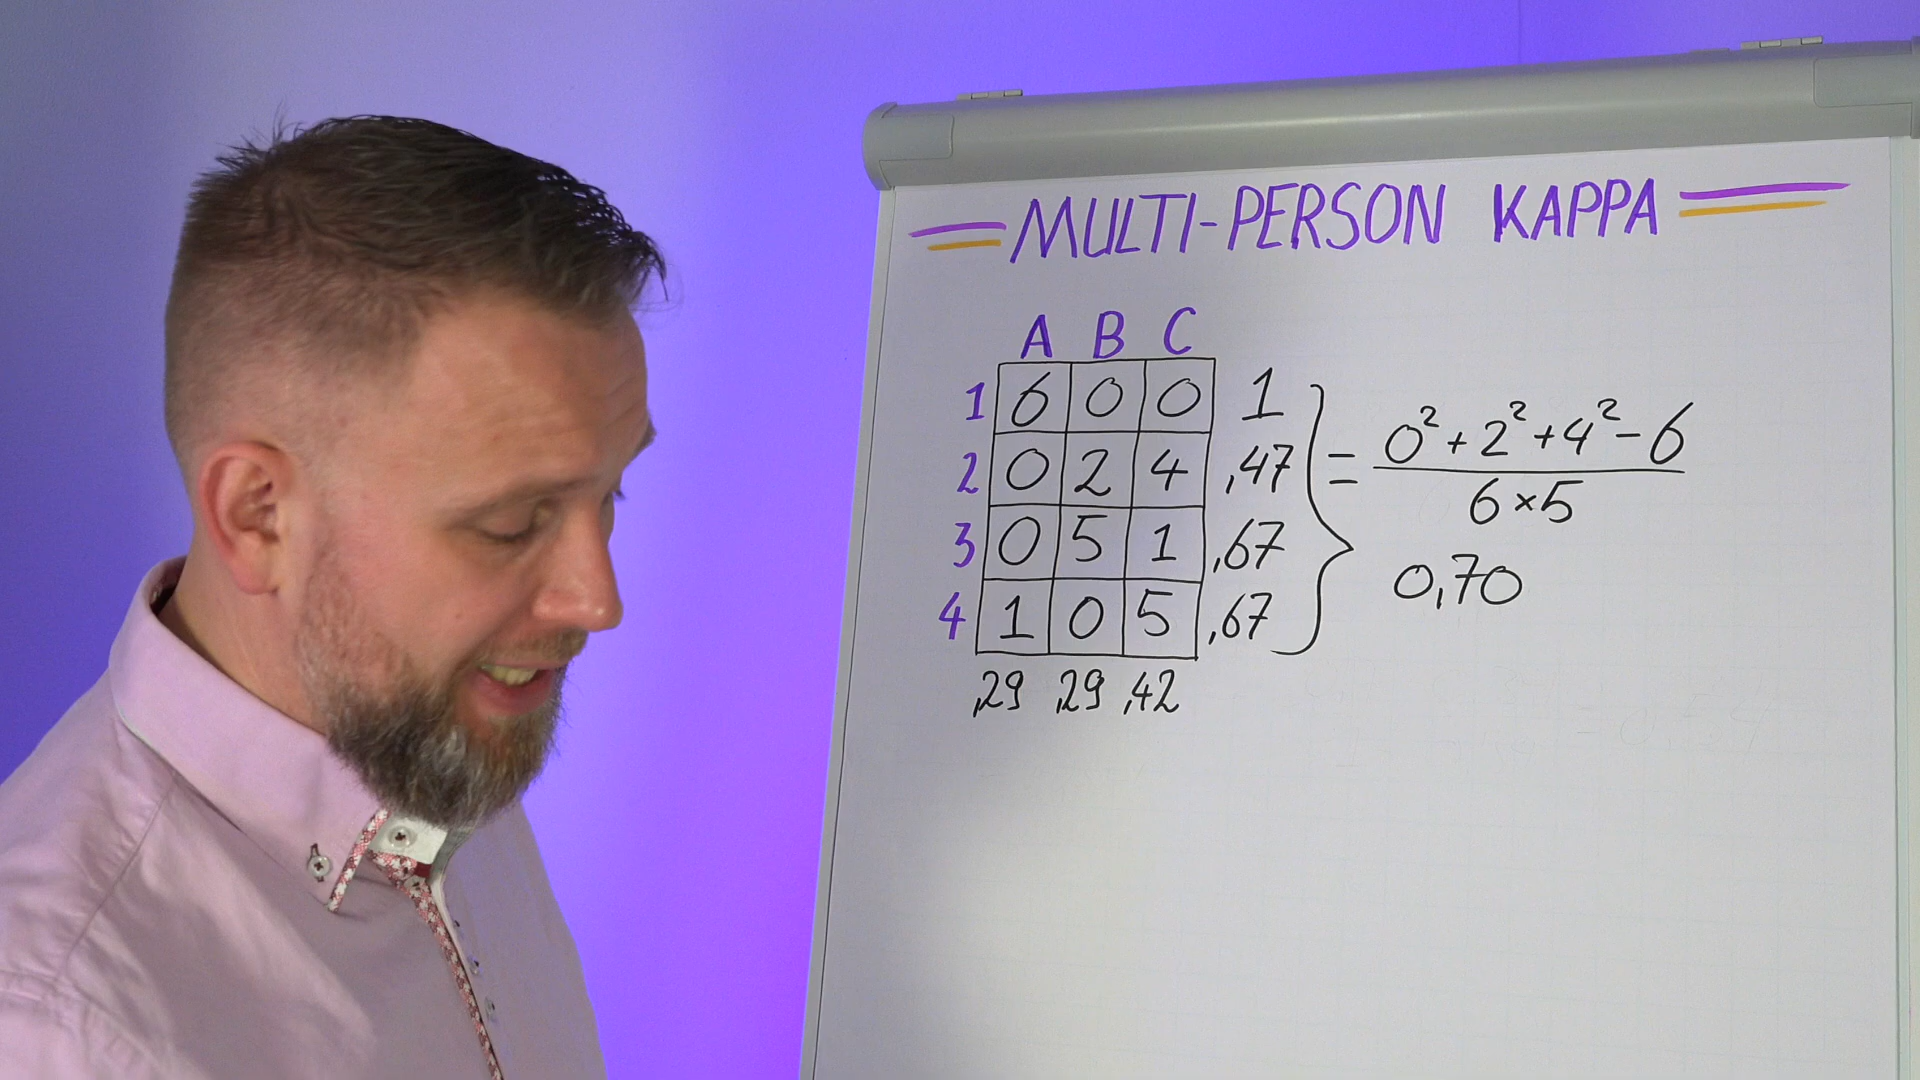 MULTI-PERSON KAPPA
A B C
1 6 0 0 1
2 0 2 4 ,47
3 0 5 1 ,67
4 1 0 5 ,67
,29 ,29 ,42
= 0² + 2² + 4² - 6
6 × 5
0,70